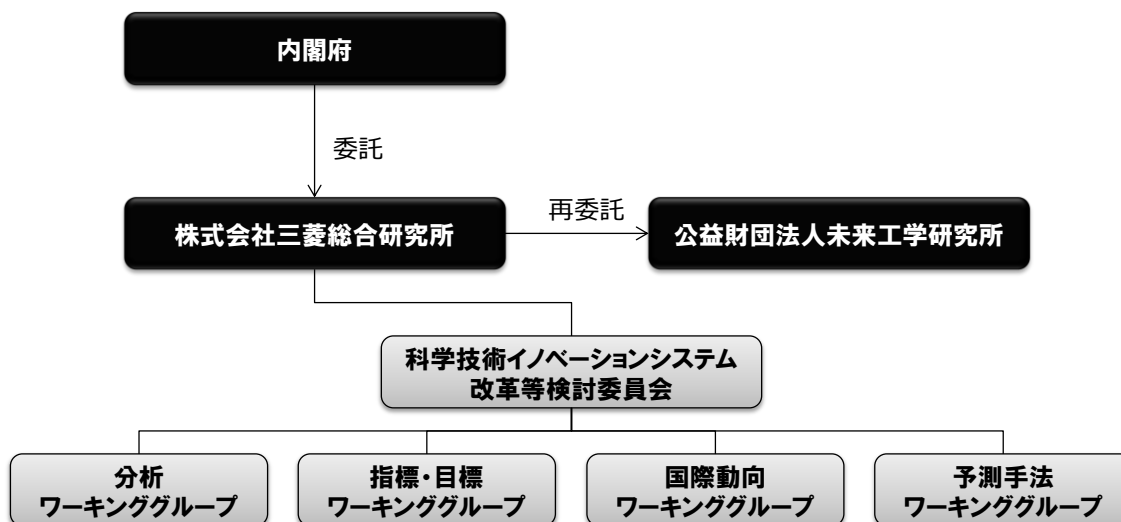 内閣府
委託
株式会社三菱総合研究所
再委託
公益財団法人未来工学研究所
科学技術イノベーションシステム
改革等検討委員会
分析
ワーキンググループ
指標・目標
ワーキンググループ
国際動向
ワーキンググループ
予測手法
ワーキンググループ